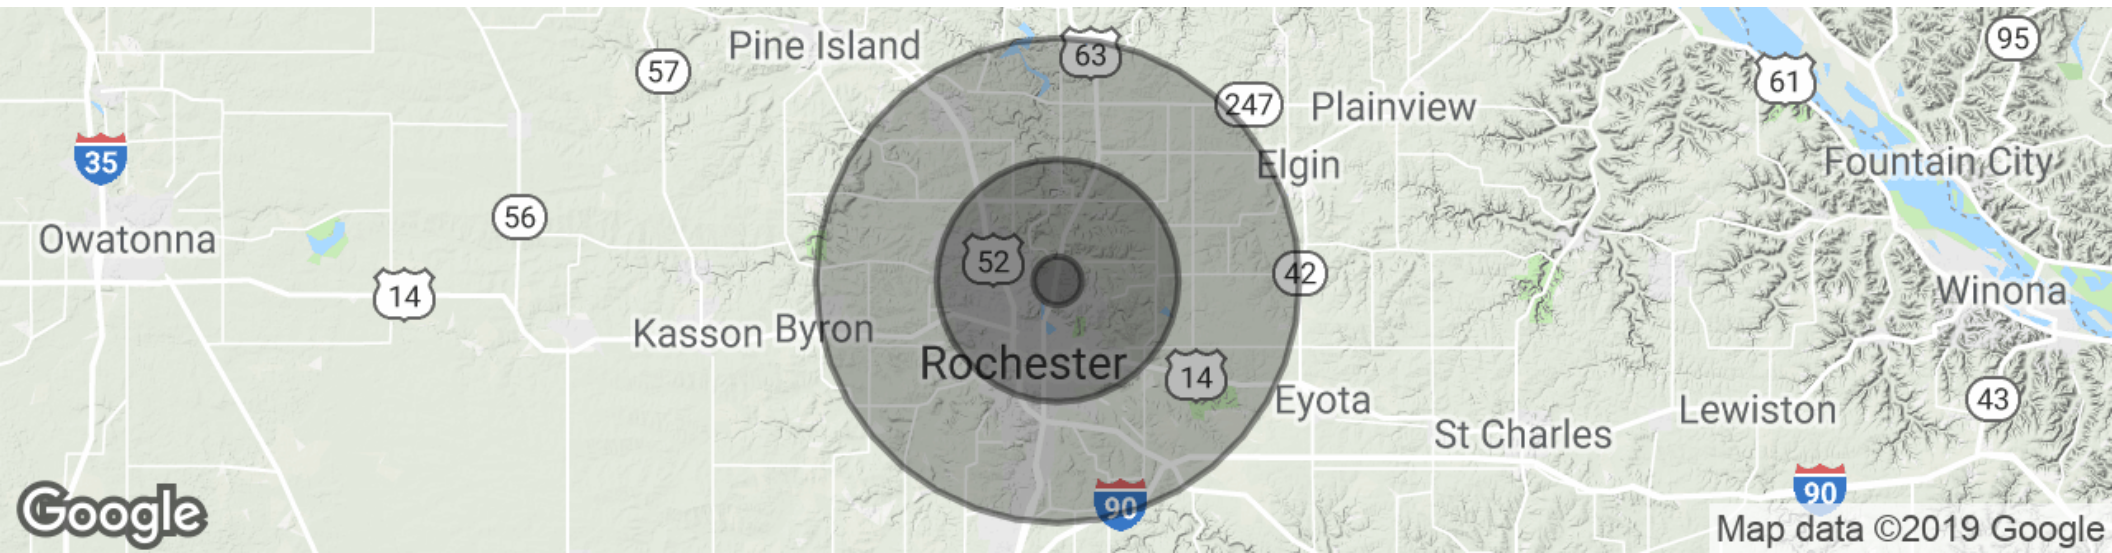 95
Pine Island
63
57
61
247
Plainview
35
Elgin
Fountain City
56
Owatonna
52
42
14
Winona
Kasson
Byron
Rochester
14
Eyota
43
Lewiston
St Charles
90
90
Google
Map data ©2019 Google